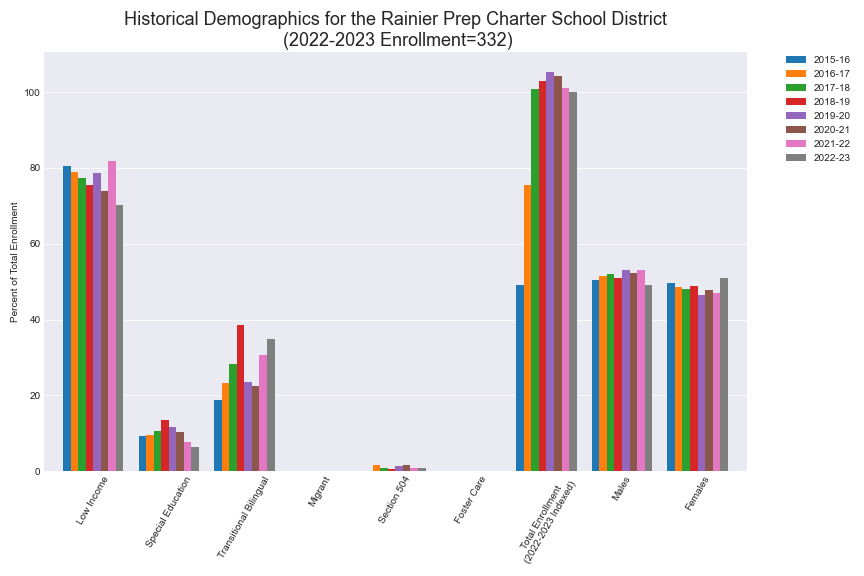 Historical Demographics for the Rainier Prep Charter School District
(2022-2023 Enrollment=332)
2015-16
2016-17
2017-18
2018-19
2019-20
2020-21
2021-22
2022-23
Percent of Total Enrollment
100
80
60
40
20
0
Low Income
Special Education
Transitional Bilingual
Migrant
Section 504
Foster Care
Total Enrollment
(2022-2023 Indexed)
Males
Females